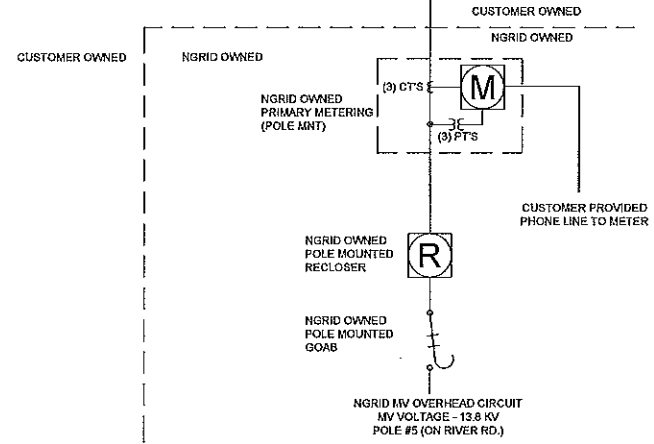 CUSTOMER OWNED
NGRID OWNED
CUSTOMER OWNED
NGRID OWNED
NGRID OWNED
PRIMARY METERING
(POLE MNT)
(3) CT'S
M
(3) PT'S
CUSTOMER PROVIDED
PHONE LINE TO METER
NGRID OWNED
POLE MOUNTED
RECLOSER
R
NGRID OWNED
POLE MOUNTED
GOAB
NGRID MV OVERHEAD CIRCUIT
MV VOLTAGE - 13.8 KV
POLE #5 (ON RIVER RD.)